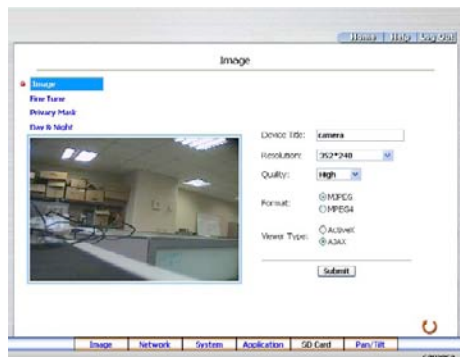 Home Help Log Out
Image
Image
Fine Tune
Privacy Mask
Day & Night
Device Title: camera
Resolution: 352*240
Quality: High
Format: MJPEG
MPEG4
Viewer Type: ActiveX
AJAX
Submit
Image Network System Application SD Card Pan/Tilt